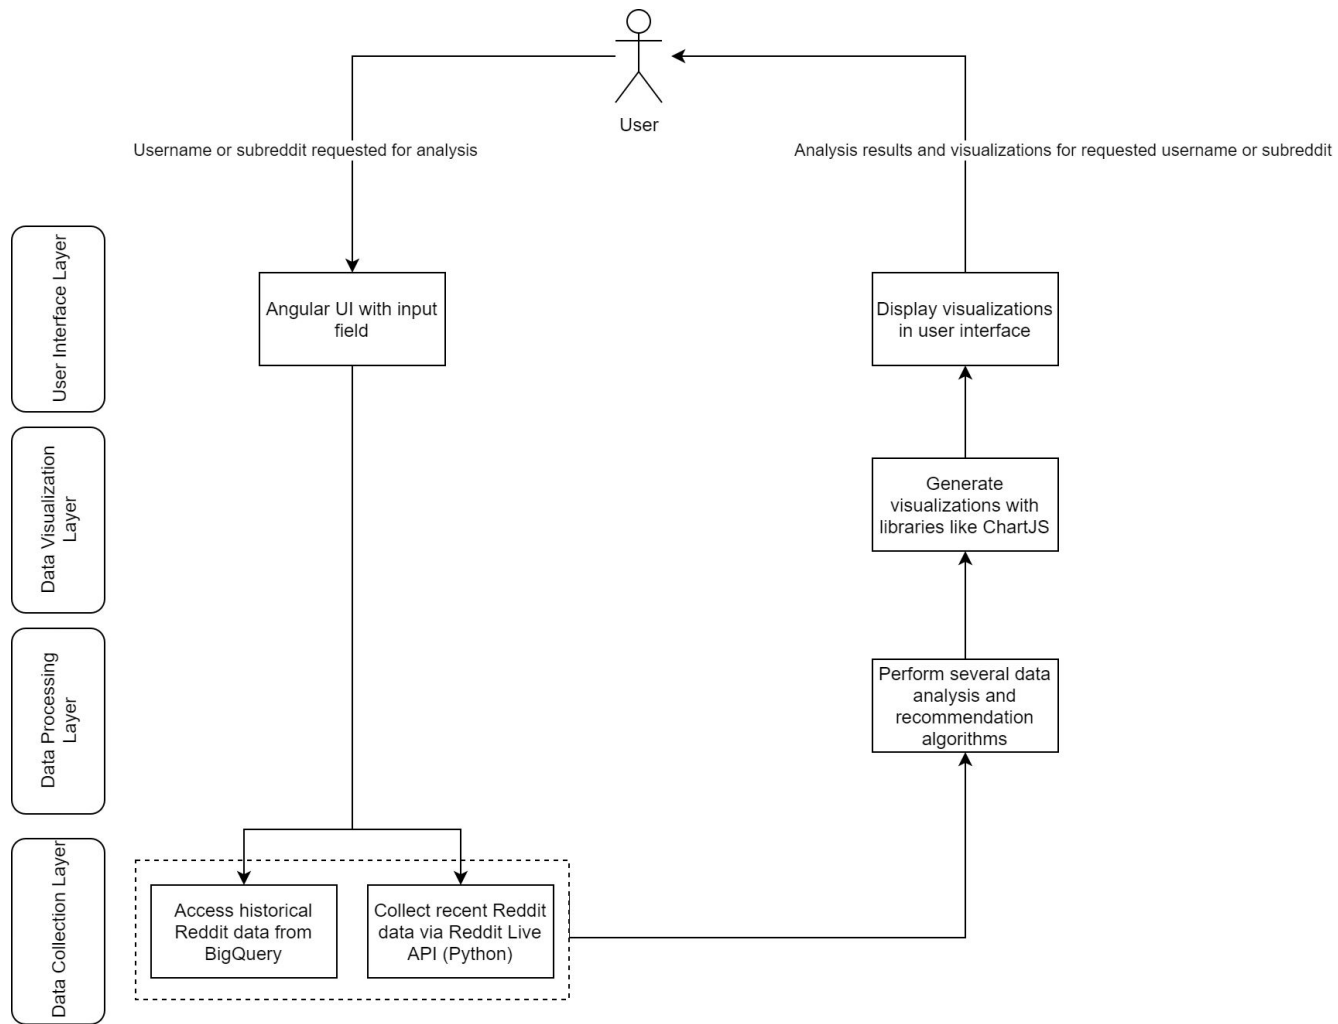 User
Username or subreddit requested for analysis
Analysis results and visualizations for requested username or subreddit
User Interface Layer
Angular UI with input
field
Display visualizations
in user interface
Data Visualization
Layer
Generate
visualizations with
libraries like ChartJS
Data Processing
Layer
Perform several data
analysis and
recommendation
algorithms
Data Collection Layer
Access historical
Reddit data from
BigQuery
Collect recent Reddit
data via Reddit Live
API (Python)